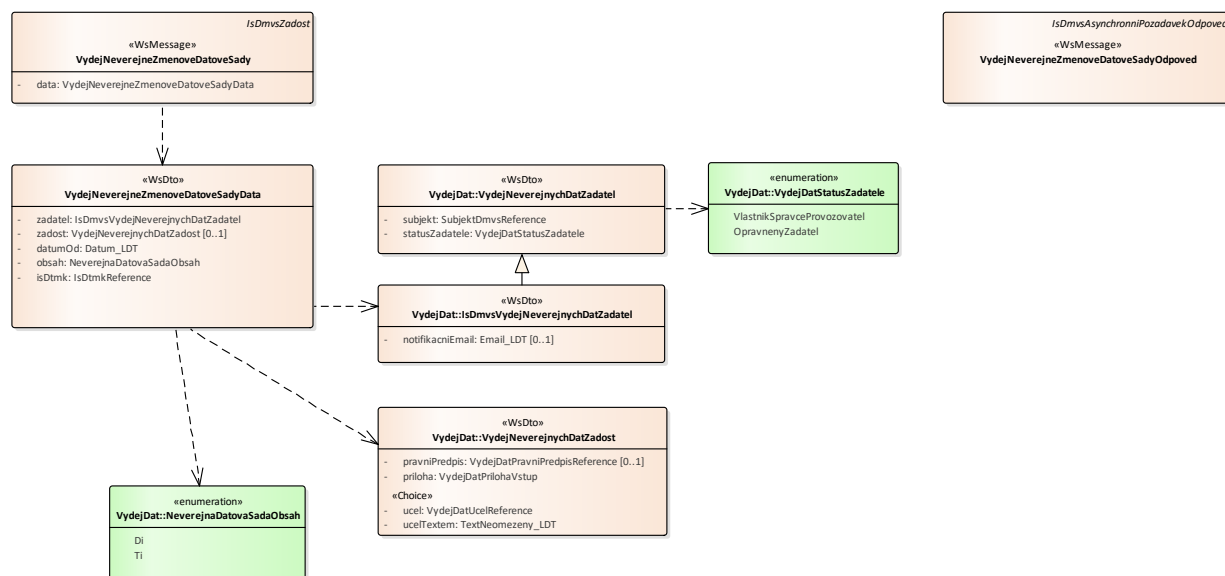 IsDmvsZadost
«WsMessage»
VydejNeverejneZmenoveDatoveSady
- data: VydejNeverejneZmenoveDatoveSadyData
IsDmvsAsynchronniPozadavekOdpoved
«WsMessage»
VydejNeverejneZmenoveDatoveSadyOdpoved
«WsDto»
VydejNeverejneZmenoveDatoveSadyData
- zadatel: IsDmvsVydejNeverejnychDatZadatel
- zadost: VydejNeverejnychDatZadost [0..1]
- datumOd: Datum_LDT
- obsah: NeverejnaDatovaSadaObsah
- isDtmk: IsDtmkReference
«WsDto»
VydejDat::VydejNeverejnychDatZadatel
- subjekt: SubjektDmvsReference
- statusZadatele: VydejDatStatusZadatele
«enumeration»
VydejDat::VydejDatStatusZadatele
VlastnikSpravceProvozovatel
OpravnenyZadatel
«WsDto»
VydejDat::IsDmvsVydejNeverejnychDatZadatel
- notifikacniEmail: Email_LDT [0..1]
«WsDto»
VydejDat::VydejNeverejnychDatZadost
- pravniPredpis: VydejDatPravniPredpisReference [0..1]
- priloha: VydejDatPrilohaVstup
«Choice»
- ucel: VydejDatUcelReference
- ucelTextem: TextNeomezeny_LDT
«enumeration»
VydejDat::NeverejnaDatovaSadaObsah
Di
Ti